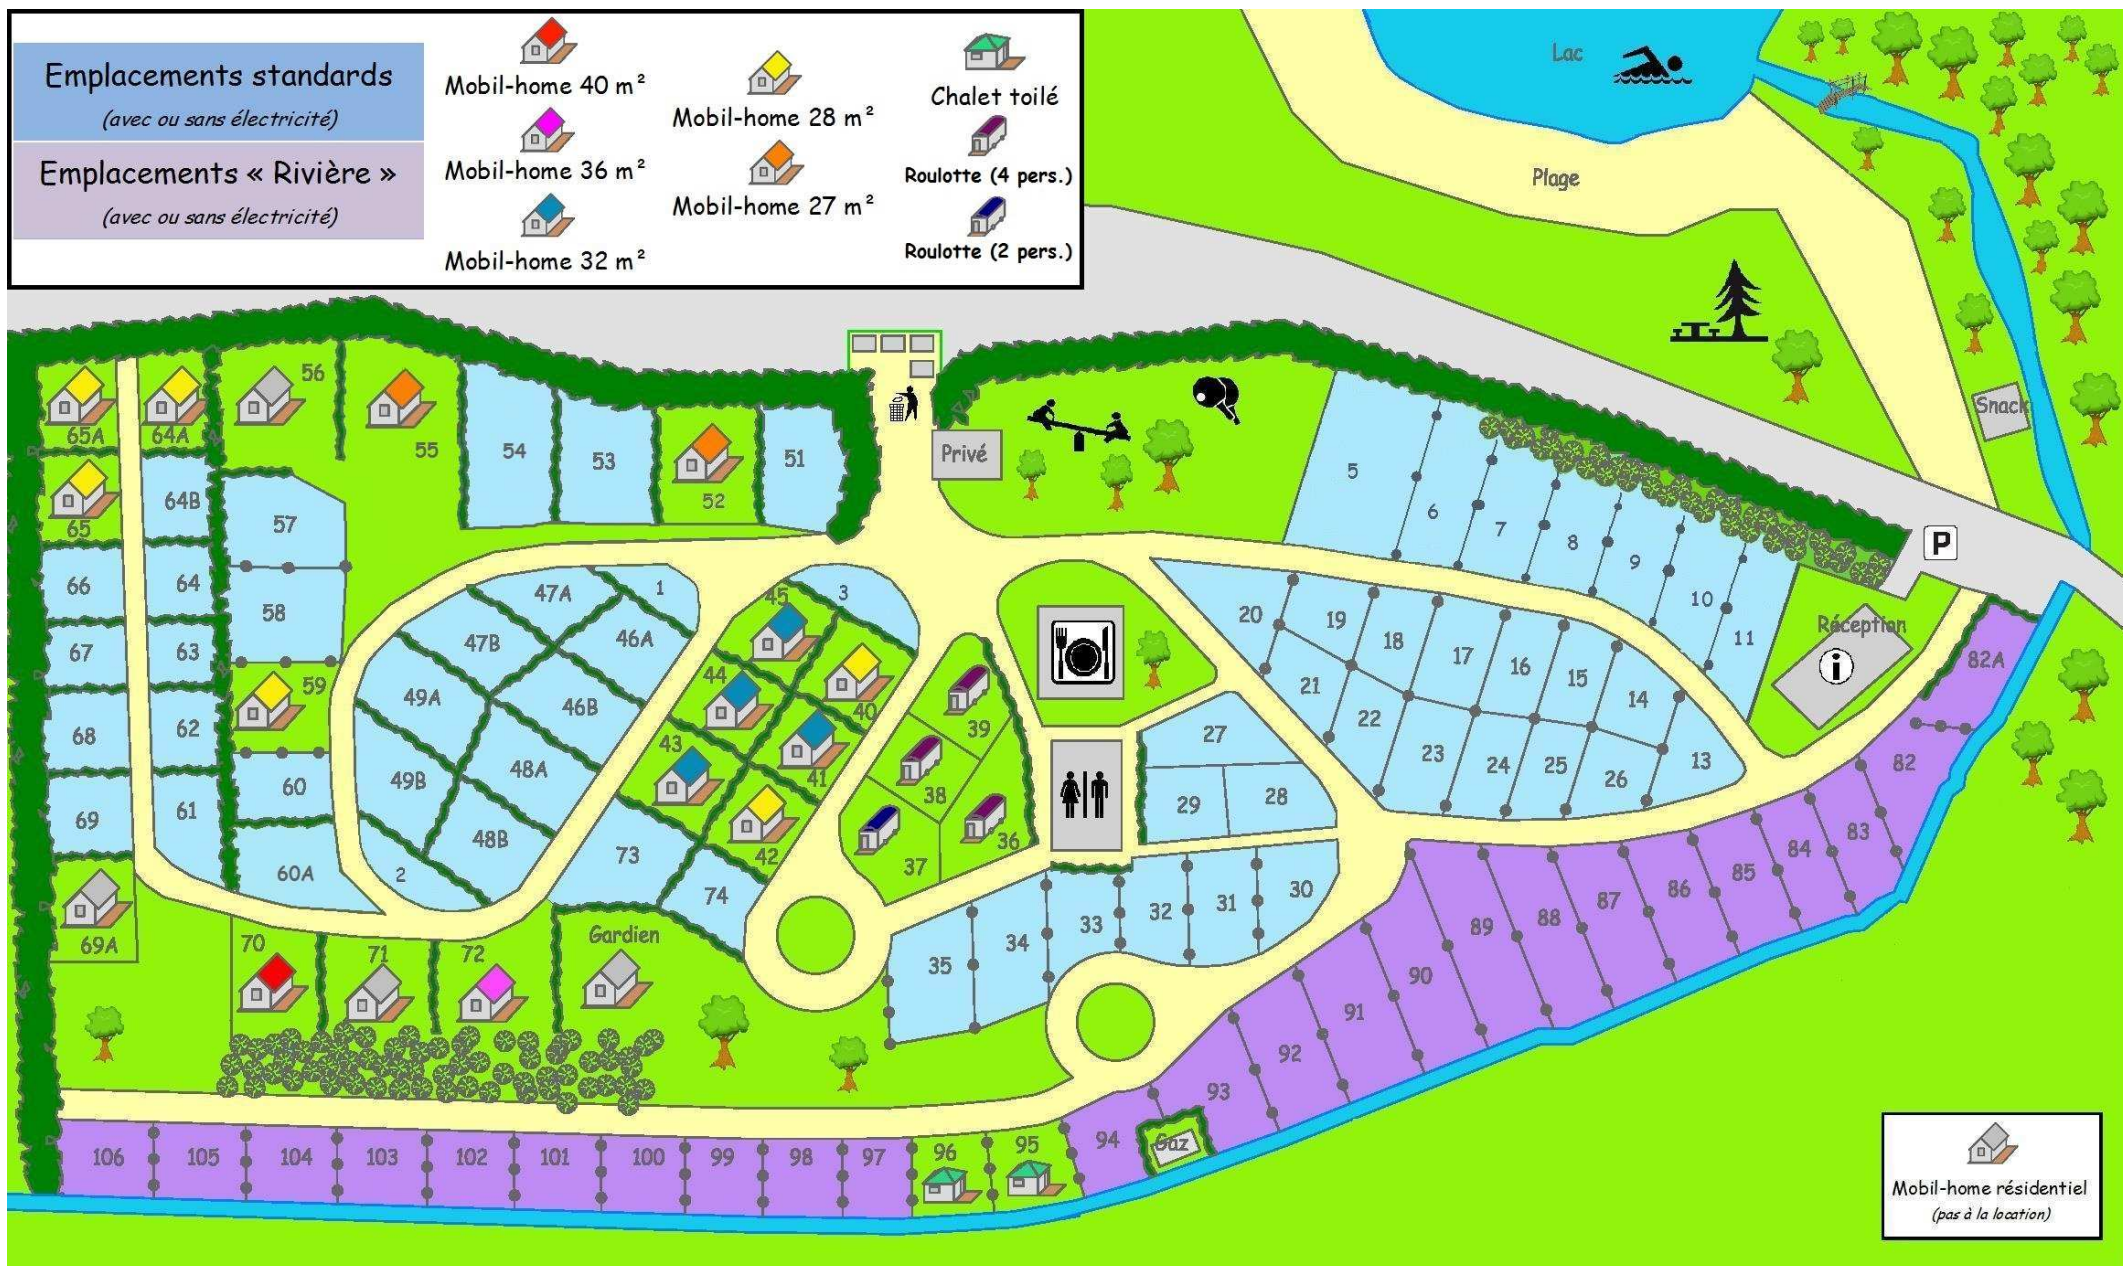 Emplacements standards
(avec ou sans électricité)
Emplacements « Rivière »
(avec ou sans électricité)
Mobil-home 40 m²
Mobil-home 36 m²
Mobil-home 32 m²
Mobil-home 28 m²
Mobil-home 27 m²
Chalet toilé
Roulotte (4 pers.)
Roulotte (2 pers.)
Lac
Plage
Snack
P
Réception
i
Privé
56
55
65A
64A
65
64B
57
54
53
52
51
5
6
7
8
9
10
11
66
64
58
47A
1
45
3
20
19
18
17
16
15
14
13
67
63
47B
46A
44
40
39
21
22
23
24
25
26
82A
82
68
62
59
49A
46B
43
41
38
27
69
61
60
49B
48A
42
37
36
29
28
83
84
85
86
87
88
89
90
91
92
93
94
60A
2
48B
73
74
35
34
33
32
31
30
69A
70
71
72
Gardien
106
105
104
103
102
101
100
99
98
97
96
95
Gaz
Mobil-home résidentiel
(pas à la location)